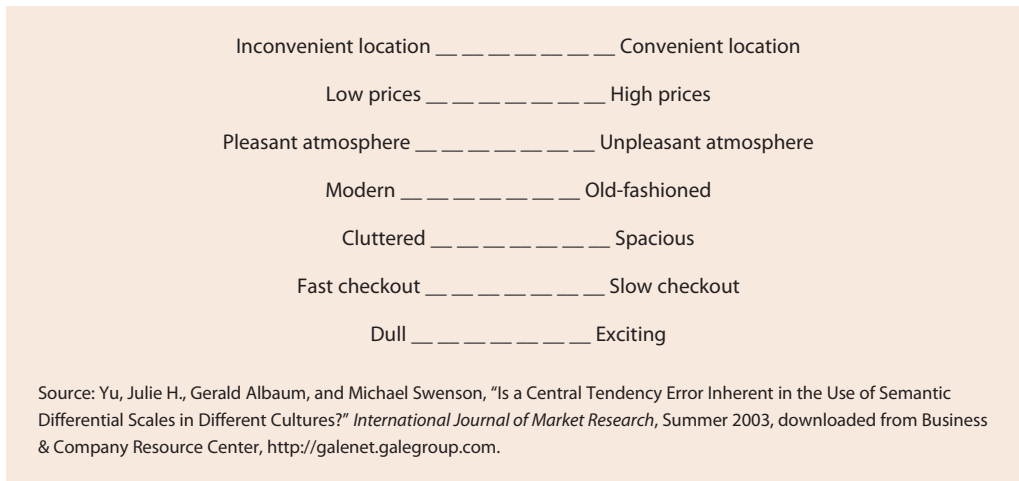 Inconvenient location __ __ __ __ __ __ __ Convenient location
Low prices __ __ __ __ __ __ __ High prices
Pleasant atmosphere __ __ __ __ __ __ __ Unpleasant atmosphere
Modern __ __ __ __ __ __ __ Old-fashioned
Cluttered __ __ __ __ __ __ __ Spacious
Fast checkout __ __ __ __ __ __ __ Slow checkout
Dull __ __ __ __ __ __ __ Exciting
Source: Yu, Julie H., Gerald Albaum, and Michael Swenson, “Is a Central Tendency Error Inherent in the Use of Semantic
Differential Scales in Different Cultures?” International Journal of Market Research, Summer 2003, downloaded from Business
& Company Resource Center, http://galenet.galegroup.com.